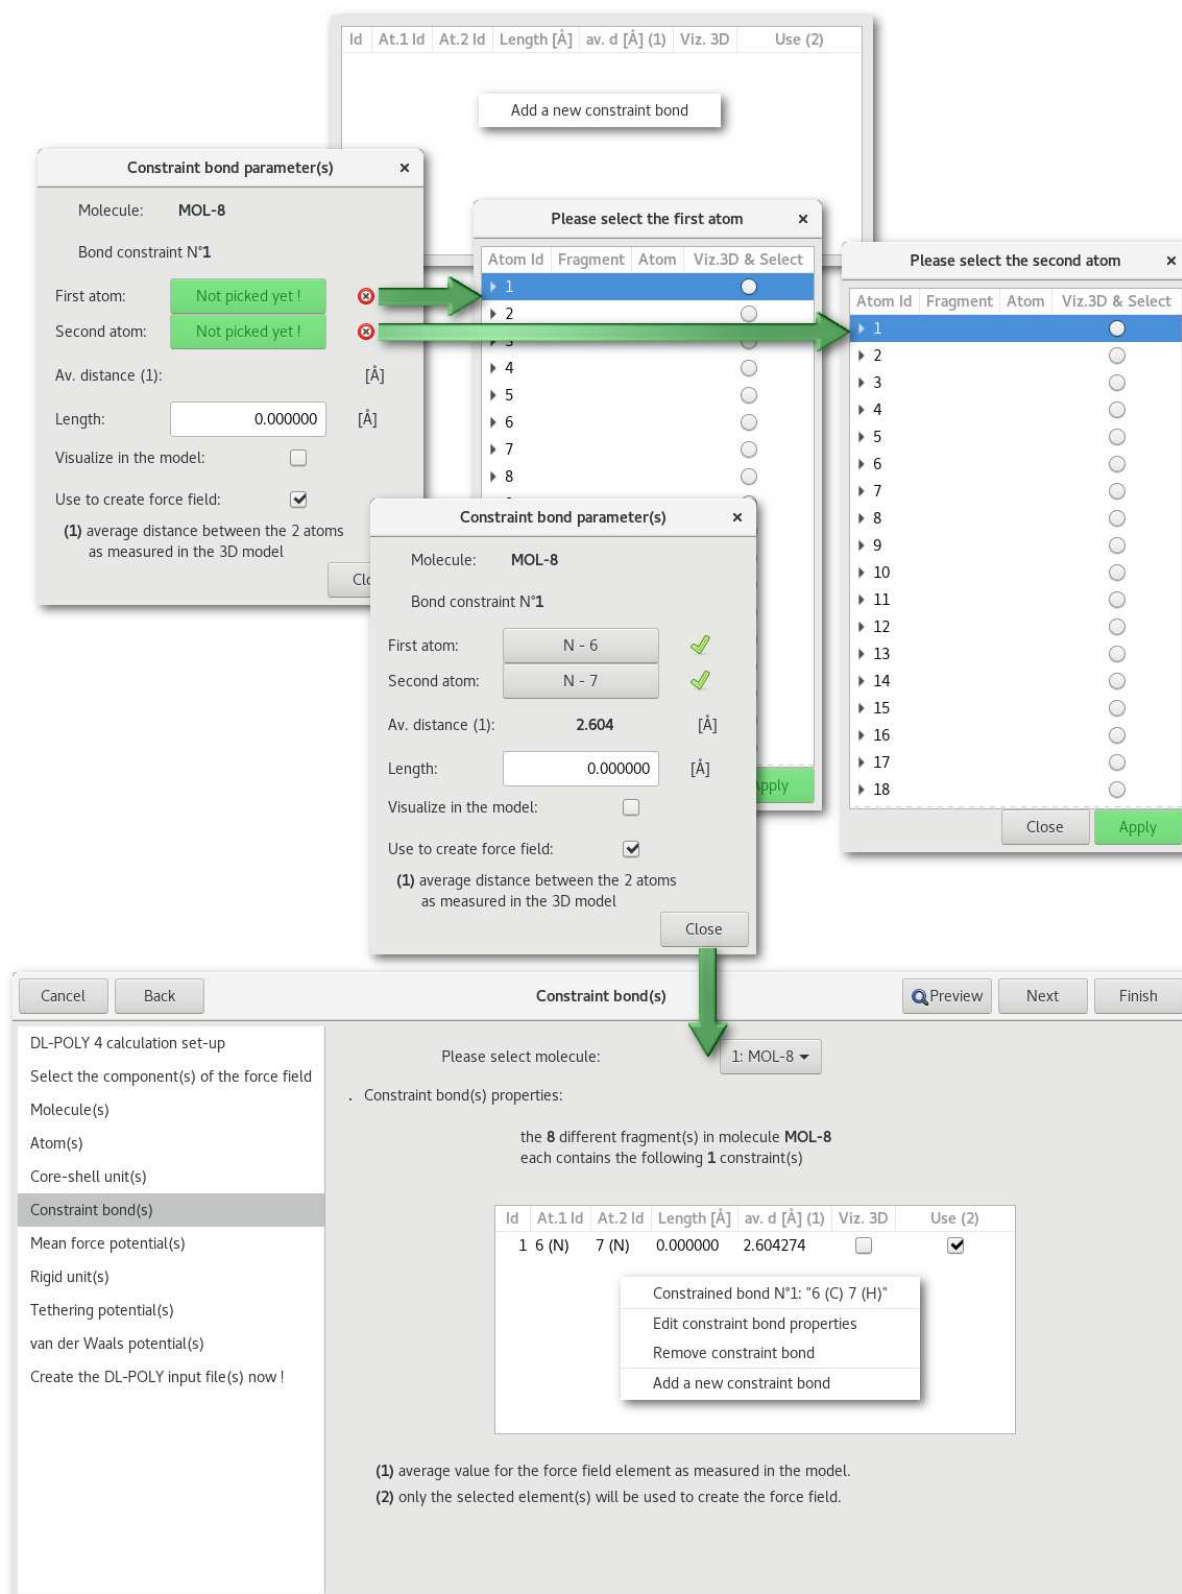 Id At.1 Id At.2 Id Length [Å] av. d [Å] (1) Viz. 3D Use (2)
Add a new constraint bond
Constraint bond parameter(s) ×
Molecule: MOL-8
Bond constraint N°1
First atom: Not picked yet !
Second atom: Not picked yet !
Av. distance (1): [Å]
Length: 0.000000 [Å]
Visualize in the model:
Use to create force field:
(1) average distance between the 2 atoms
as measured in the 3D model
Please select the first atom ×
Atom Id Fragment Atom Viz.3D & Select
1
2
4
5
6
7
8
Apply
Please select the second atom ×
Atom Id Fragment Atom Viz.3D & Select
1
2
3
4
5
6
7
8
9
10
11
12
13
14
15
16
17
18
Close Apply
Constraint bond parameter(s) ×
Molecule: MOL-8
Bond constraint N°1
First atom: N - 6
Second atom: N - 7
Av. distance (1): 2.604 [Å]
Length: 0.000000 [Å]
Visualize in the model:
Use to create force field:
(1) average distance between the 2 atoms
as measured in the 3D model
Close
Cancel Back Constraint bond(s) Preview Next Finish
DL-POLY 4 calculation set-up
Select the component(s) of the force field
Molecule(s)
Atom(s)
Core-shell unit(s)
Constraint bond(s)
Mean force potential(s)
Rigid unit(s)
Tethering potential(s)
van der Waals potential(s)
Create the DL-POLY input file(s) now !
Please select molecule: 1: MOL-8
. Constraint bond(s) properties:
the 8 different fragment(s) in molecule MOL-8
each contains the following 1 constraint(s)
Id At.1 Id At.2 Id Length [Å] av. d [Å] (1) Viz. 3D Use (2)
1 6 (N) 7 (N) 0.000000 2.604274
Constrained bond N°1: "6 (C) 7 (H)"
Edit constraint bond properties
Remove constraint bond
Add a new constraint bond
(1) average value for the force field element as measured in the model.
(2) only the selected element(s) will be used to create the force field.